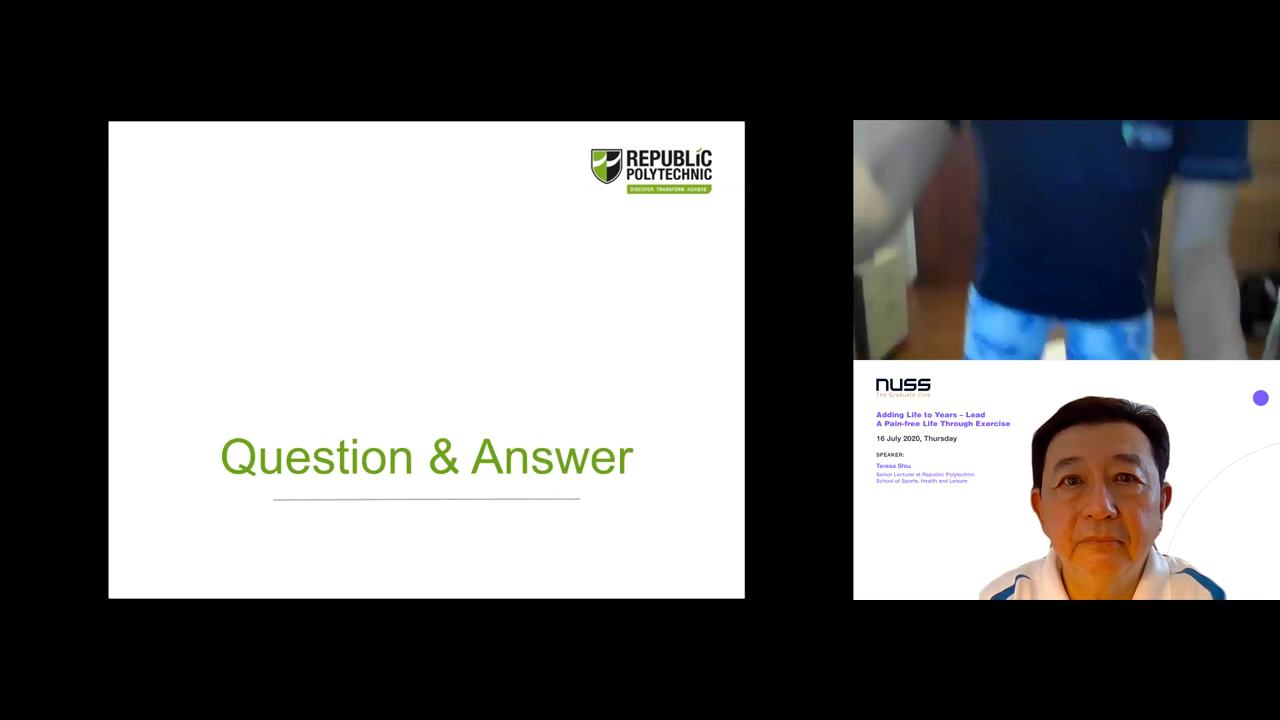 REPUBLIC
POLYTECHNIC
DISCOVER TRANSFORM ACHIEVE
Question & Answer
nuss
The Graduate Club
Adding Life to Years – Lead
A Pain-free Life Through Exercise
16 July 2020, Thursday
SPEAKER:
Teresa Shiu
Senior Lecturer at Republic Polytechnic
School of Sports, Health and Leisure